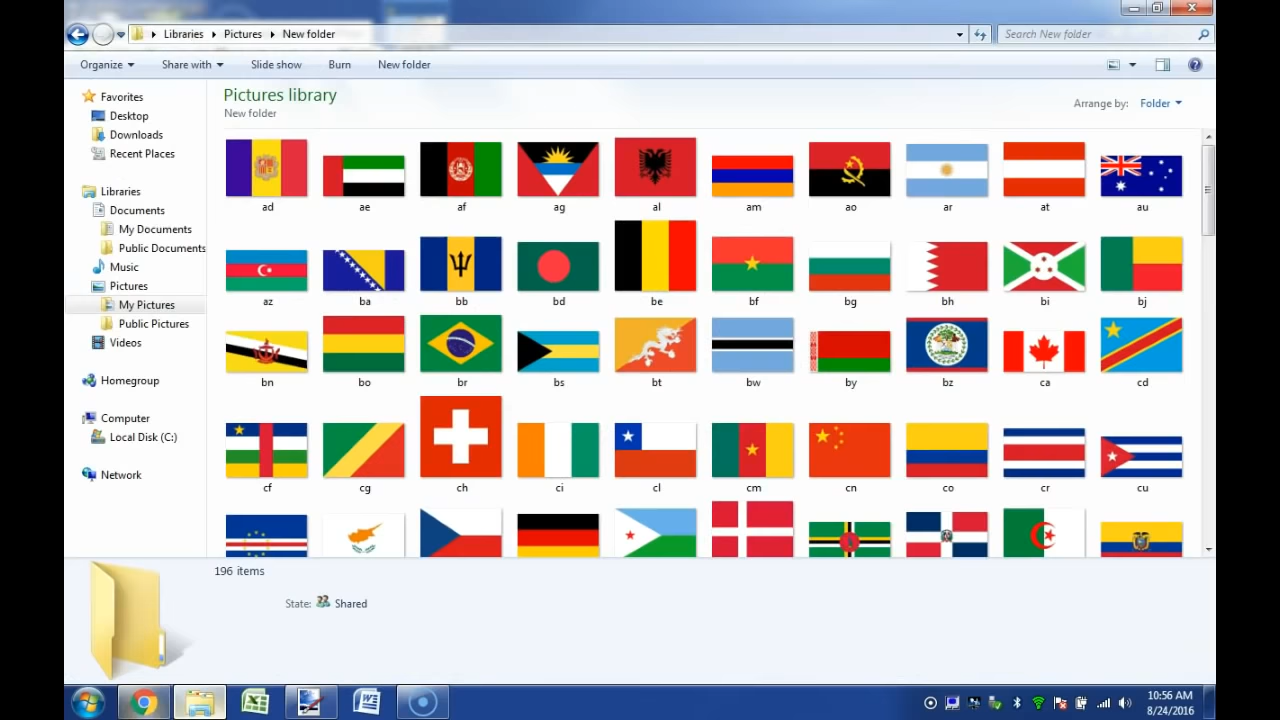 Libraries Pictures New folder Search New folder
Organize Share with Slide show Burn New folder
Favorites
Desktop
Downloads
Recent Places
Libraries
Documents
My Documents
Public Documents
Music
Pictures
My Pictures
Public Pictures
Videos
Homegroup
Computer
Local Disk (C:)
Network
Pictures library
New folder
Arrange by: Folder
ad ae af ag al am ao ar at au
az ba bb bd be bf bg bh bi bj
bn bo br bs bt bw by bz ca cd
cf cg ch ci cl cm cn co cr cu
196 items
State: Shared
10:56 AM
8/24/2016